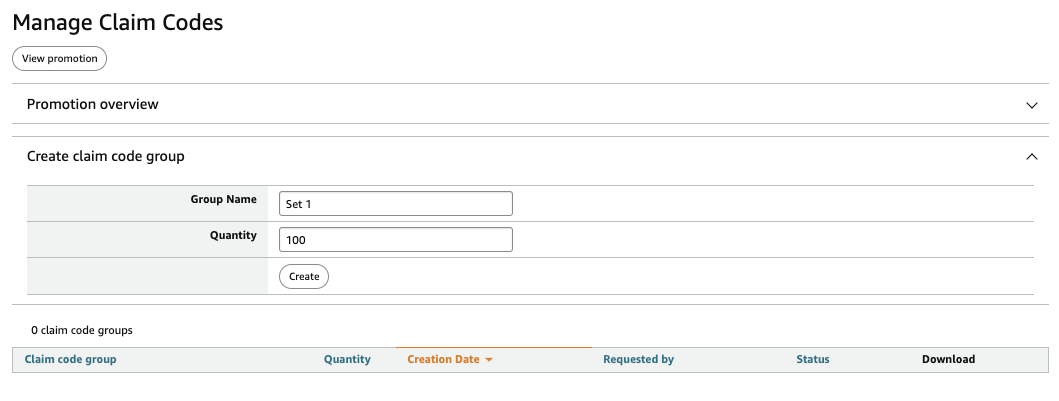 Manage Claim Codes
View promotion
Promotion overview
Create claim code group
Group Name Set 1
Quantity 100
Create
0 claim code groups
Claim code group Quantity Creation Date Requested by Status Download